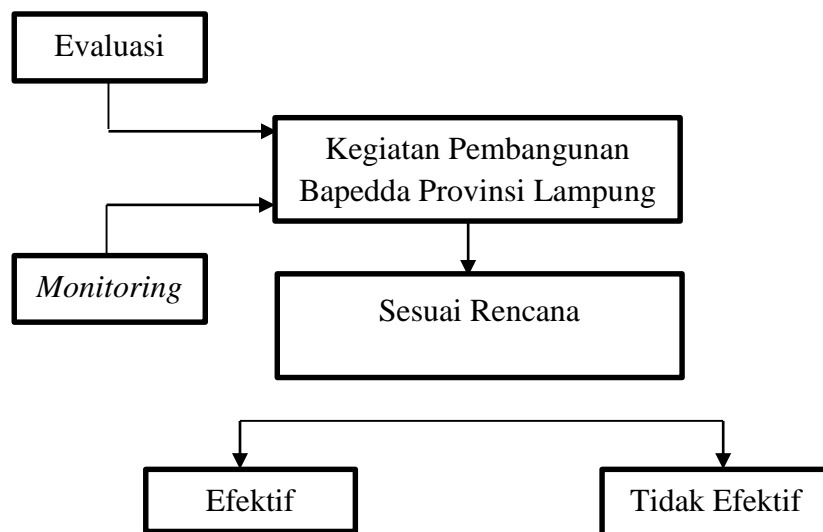 Evaluasi
Kegiatan Pembangunan
Bapedda Provinsi Lampung
Monitoring
Sesuai Rencana
Efektif
Tidak Efektif